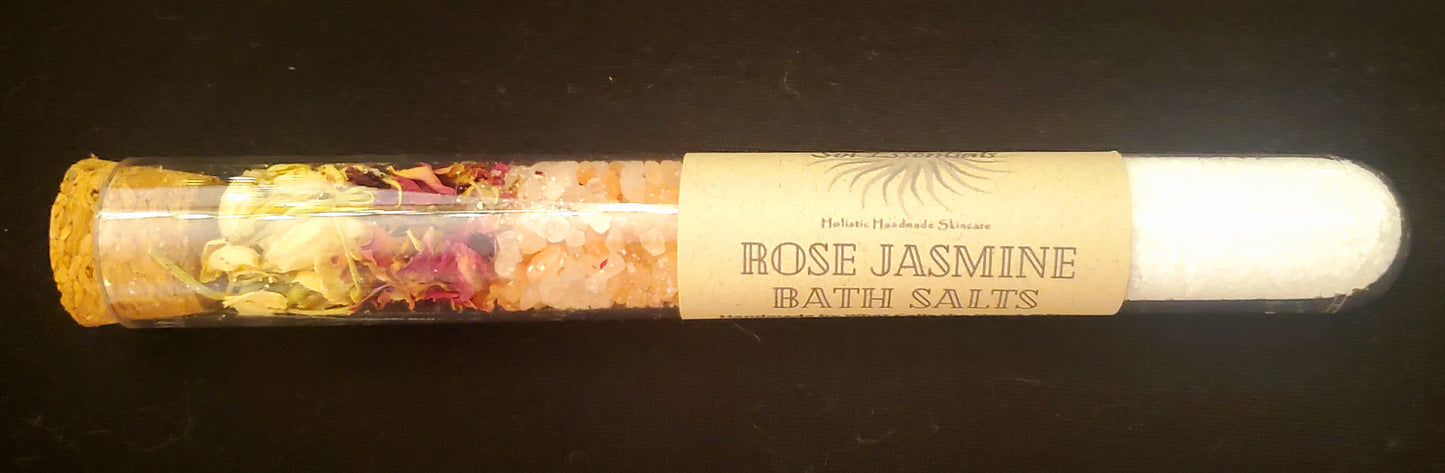 Holistic Handmade Skincare
ROSE JASMINE
BATH SALTS